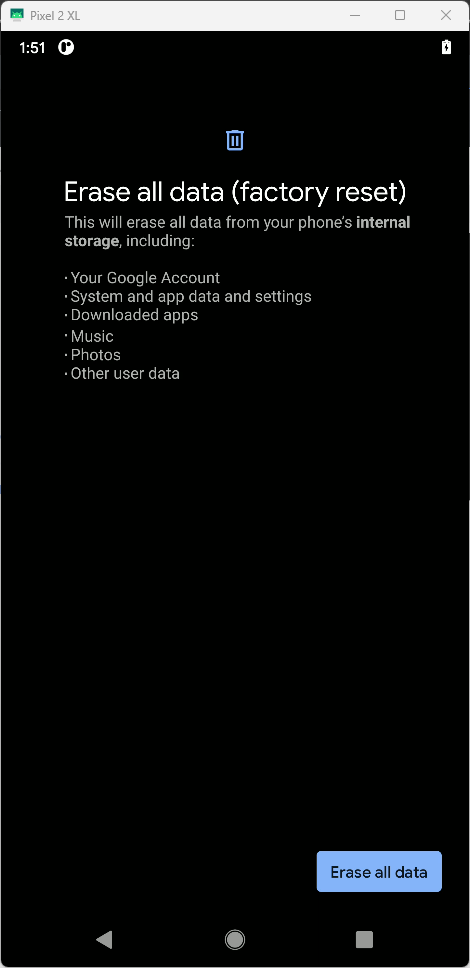 Pixel 2 XL
1:51
Erase all data (factory reset)
This will erase all data from your phone’s internal
storage, including:
· Your Google Account
· System and app data and settings
· Downloaded apps
· Music
· Photos
· Other user data
Erase all data